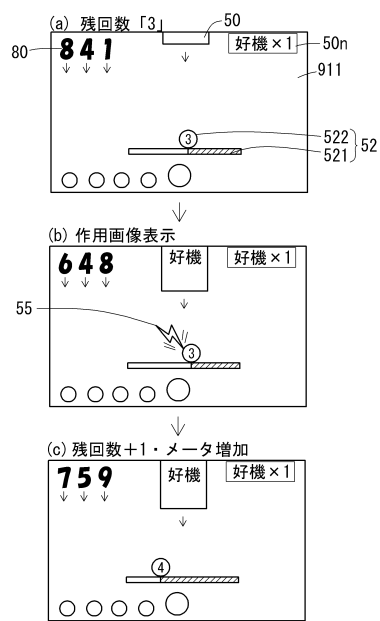 (a) 残回数「3」
50
80
841
好機×1
50n
911
3
522
521
52
(b) 作用画像表示
648
好機
好機×1
55
3
(c) 残回数+1・メータ増加
759
好機
好機×1
4